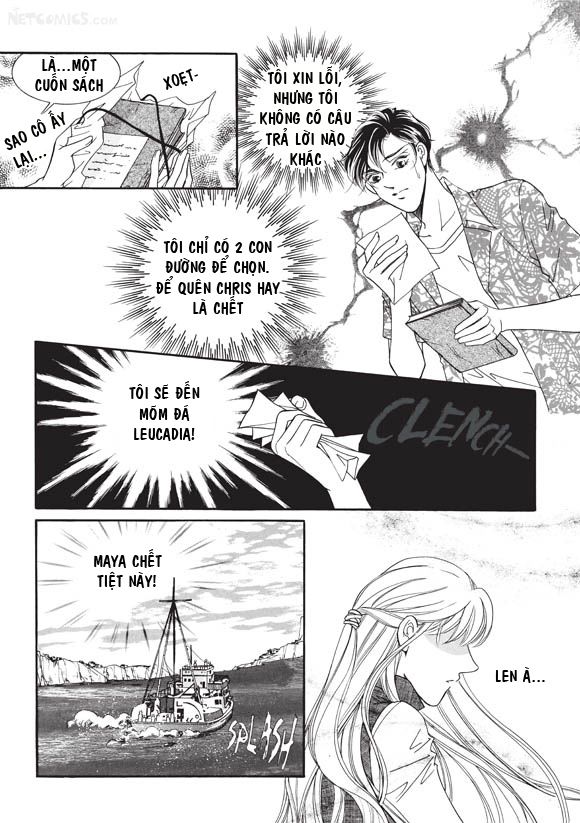 NETCOMICS.COM
LÀ...MỘT
CUỐN SÁCH
XOẸT-
SAO CÔ ẤY
LẠI...
TÔI XIN LỖI,
NHƯNG TÔI
KHÔNG CÓ CÂU
TRẢ LỜI NÀO
KHÁC
TÔI CHỈ CÓ 2 CON
ĐƯỜNG ĐỂ CHỌN.
ĐỂ QUÊN CHRIS HAY
LÀ CHẾT
TÔI SẼ ĐẾN
MỎM ĐÁ
LEUCADIA!
CLENCH-
MAYA CHẾT
TIỆT NÀY!
SPLASH
LEN À...